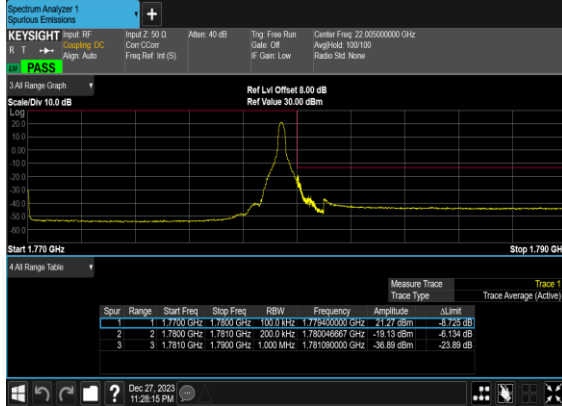 Spectrum Analyzer 1
Spurious Emissions
+
KEYSIGHT
R T
LXI
PASS
Input: RF
Coupling: DC
Align: Auto
Input Z: 50 Ω
Corr CCorr
Freq Ref: Int (S)
Atten: 40 dB
Trig: Free Run
Gate: Off
IF Gain: Low
Center Freq: 22.005000000 GHz
Avg|Hold: 100/100
Radio Std: None
3 All Range Graph
Scale/Div 10.0 dB
Ref Lvl Offset 8.00 dB
Ref Value 30.00 dBm
Log
20.0
10.0
0.00
-10.0
-20.0
-30.0
-40.0
-50.0
-60.0
Start 1.770 GHz
Stop 1.790 GH
4 All Range Table
Measure Trace Trace 1
Trace Type Trace Average (Active)
Spur Range Start Freq Stop Freq RBW Frequency Amplitude ΔLimit
1 1 1.7700 GHz 1.7800 GHz 100.0 kHz 1.779400000 GHz 21.27 dBm -8.725 dB
2 2 1.7800 GHz 1.7810 GHz 200.0 kHz 1.780046667 GHz -19.13 dBm -6.134 dB
3 3 1.7810 GHz 1.7900 GHz 1.000 MHz 1.781090000 GHz -36.89 dBm -23.89 dB
?
Dec 27, 2023
11:28:15 PM